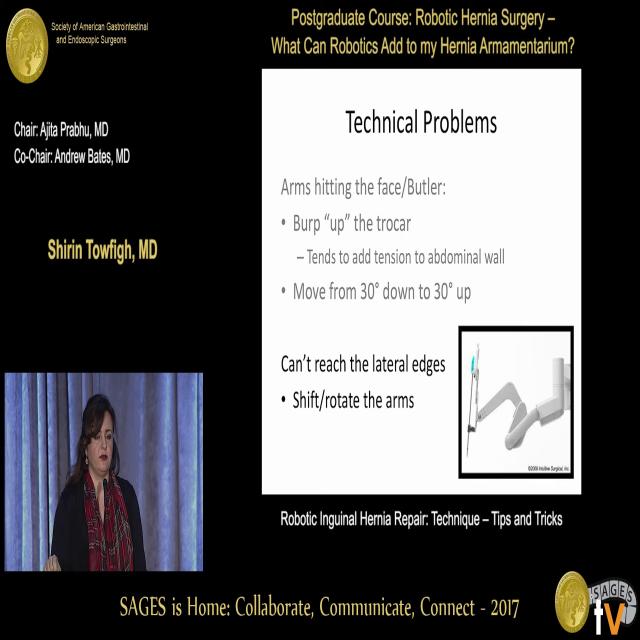 Society of American Gastrointestinal
and Endoscopic Surgeons
Postgraduate Course: Robotic Hernia Surgery –
What Can Robotics Add to my Hernia Armamentarium?
Chair: Ajita Prabhu, MD
Co-Chair: Andrew Bates, MD
Shirin Towfigh, MD
Technical Problems
Arms hitting the face/Butler:
• Burp “up” the trocar
– Tends to add tension to abdominal wall
• Move from 30° down to 30° up
Can’t reach the lateral edges
• Shift/rotate the arms
©2009 Intuitive Surgical, Inc.
Robotic Inguinal Hernia Repair: Technique – Tips and Tricks
SAGES is Home: Collaborate, Communicate, Connect - 2017
SAGES
tv